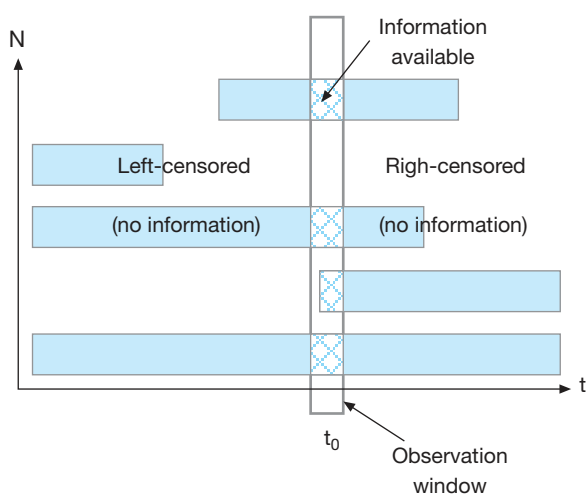 Information
available
N
Left-censored
Righ-censored
(no information)
(no information)
t
t0
Observation
window